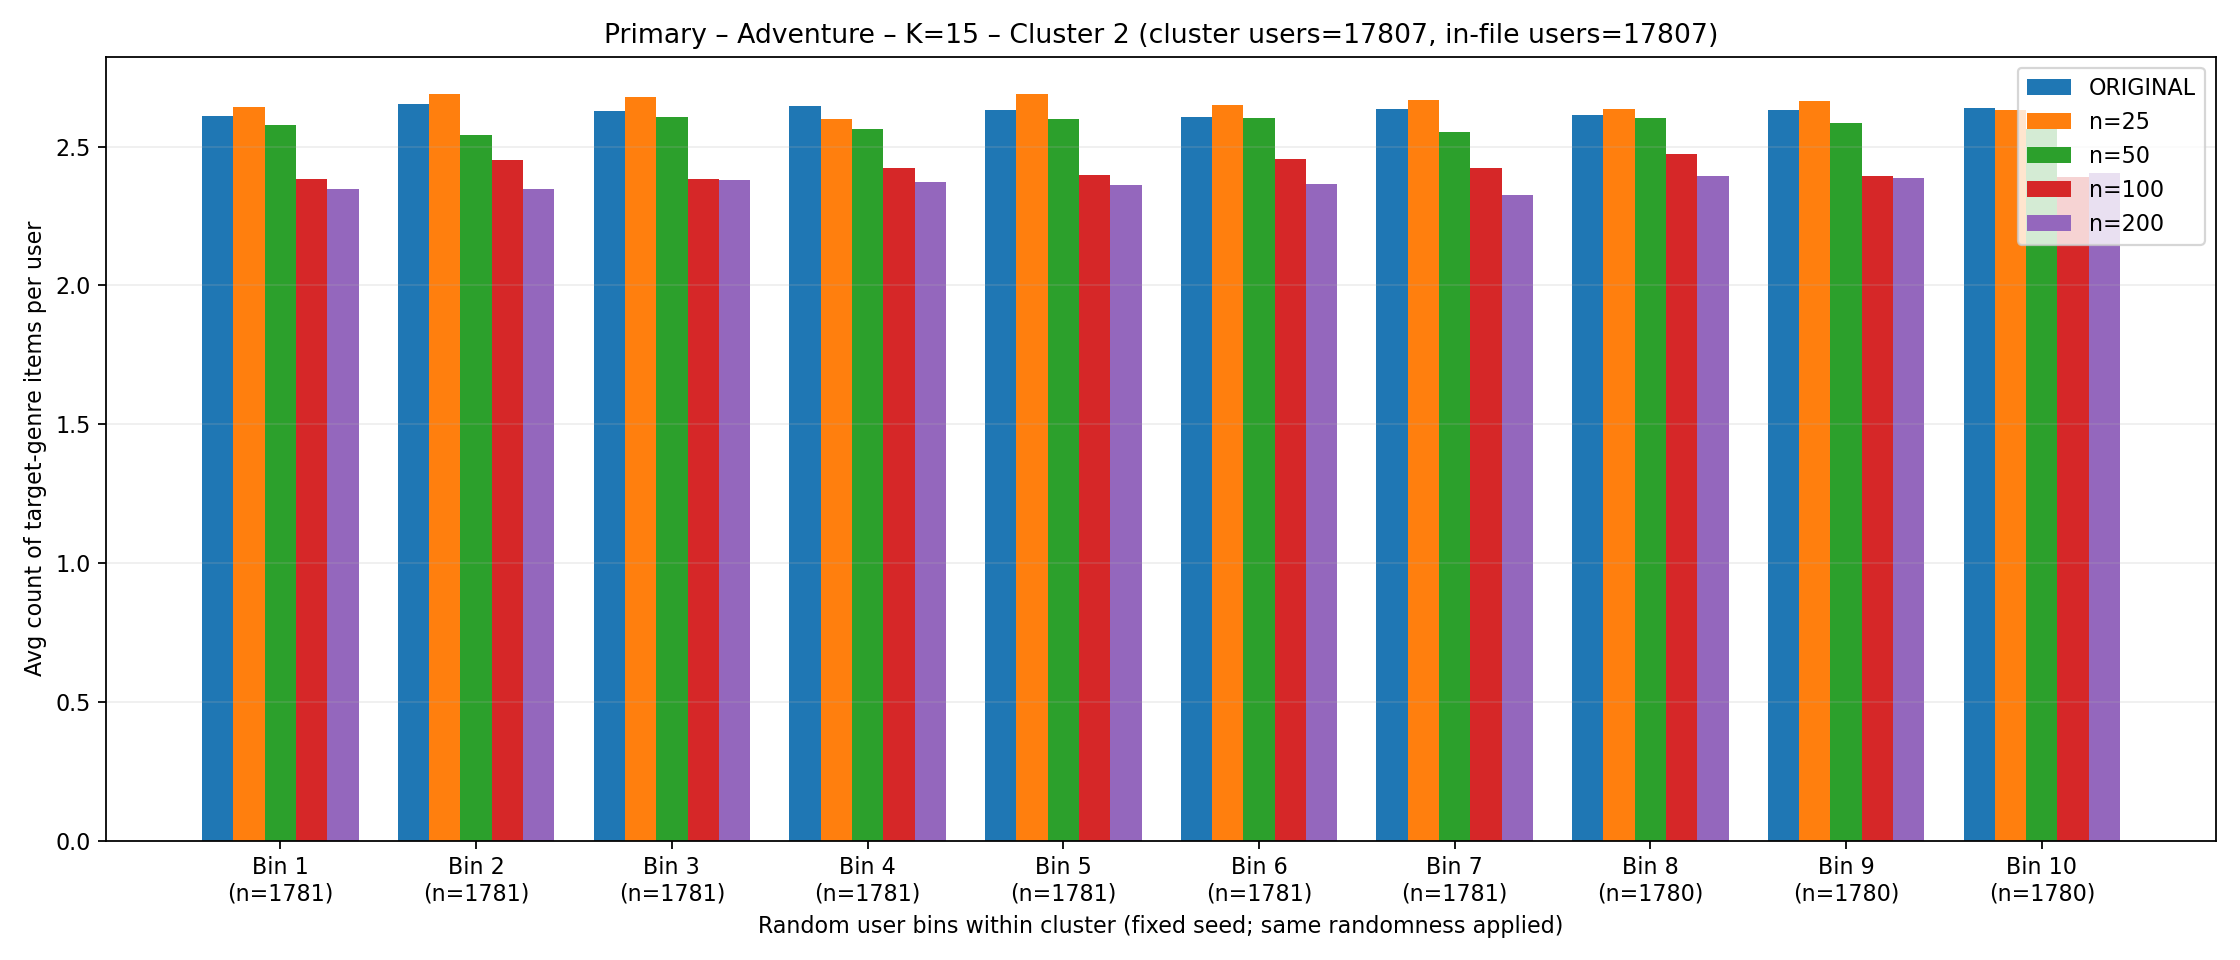 Primary – Adventure – K=15 – Cluster 2 (cluster users=17807, in-file users=17807)
ORIGINAL
n=25
n=50
n=100
n=200
Avg count of target-genre items per user
2.5
2.0
1.5
1.0
0.5
0.0
Bin 1 Bin 2 Bin 3 Bin 4 Bin 5 Bin 6 Bin 7 Bin 8 Bin 9 Bin 10
(n=1781) (n=1781) (n=1781) (n=1781) (n=1781) (n=1781) (n=1781) (n=1780) (n=1780) (n=1780)
Random user bins within cluster (fixed seed; same randomness applied)